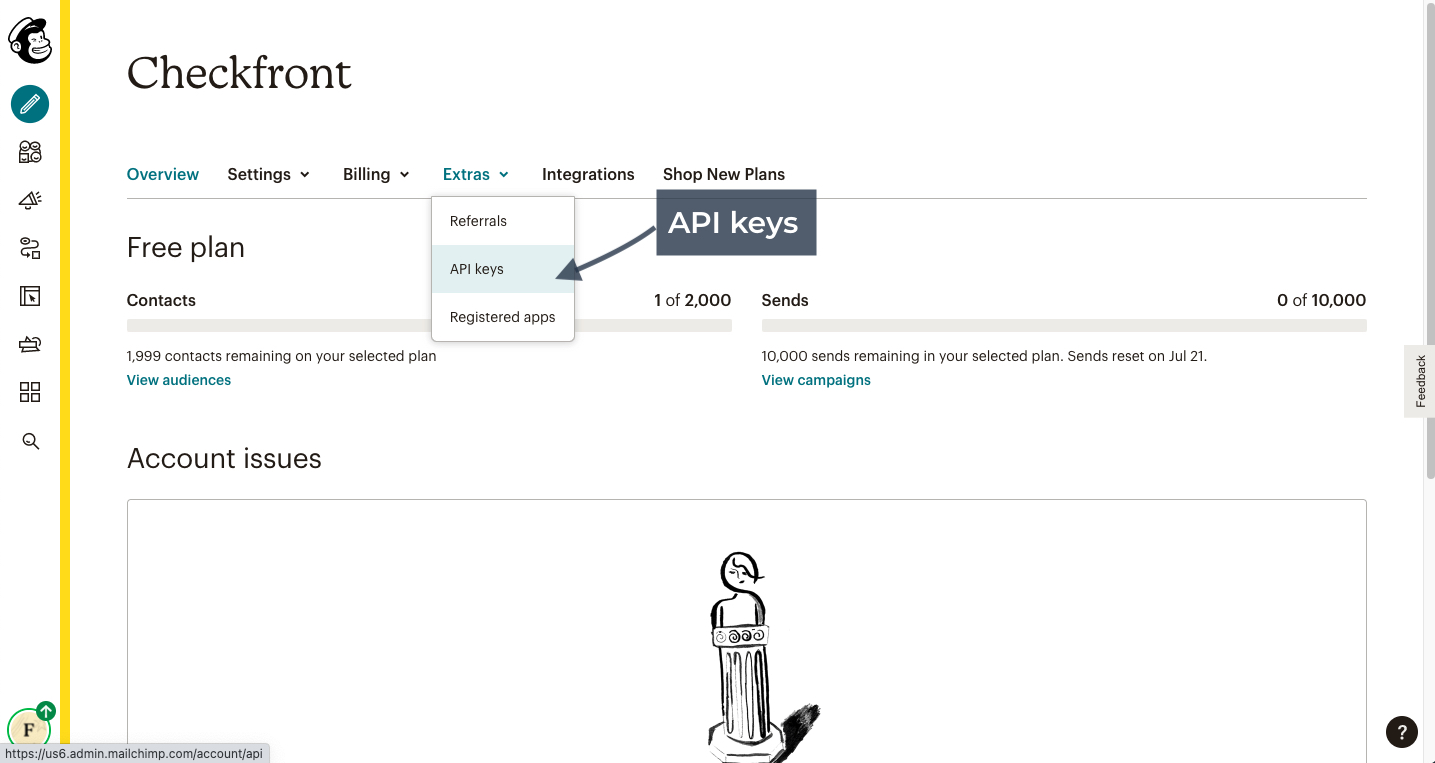 Checkfront
Overview Settings Billing Extras Integrations Shop New Plans
Referrals
API keys
Registered apps
API keys
Free plan
Contacts 1 of 2,000
1,999 contacts remaining on your selected plan
View audiences
Sends 0 of 10,000
10,000 sends remaining in your selected plan. Sends reset on Jul 21.
View campaigns
Feedback
Account issues
F
?
https://us6.admin.mailchimp.com/account/api